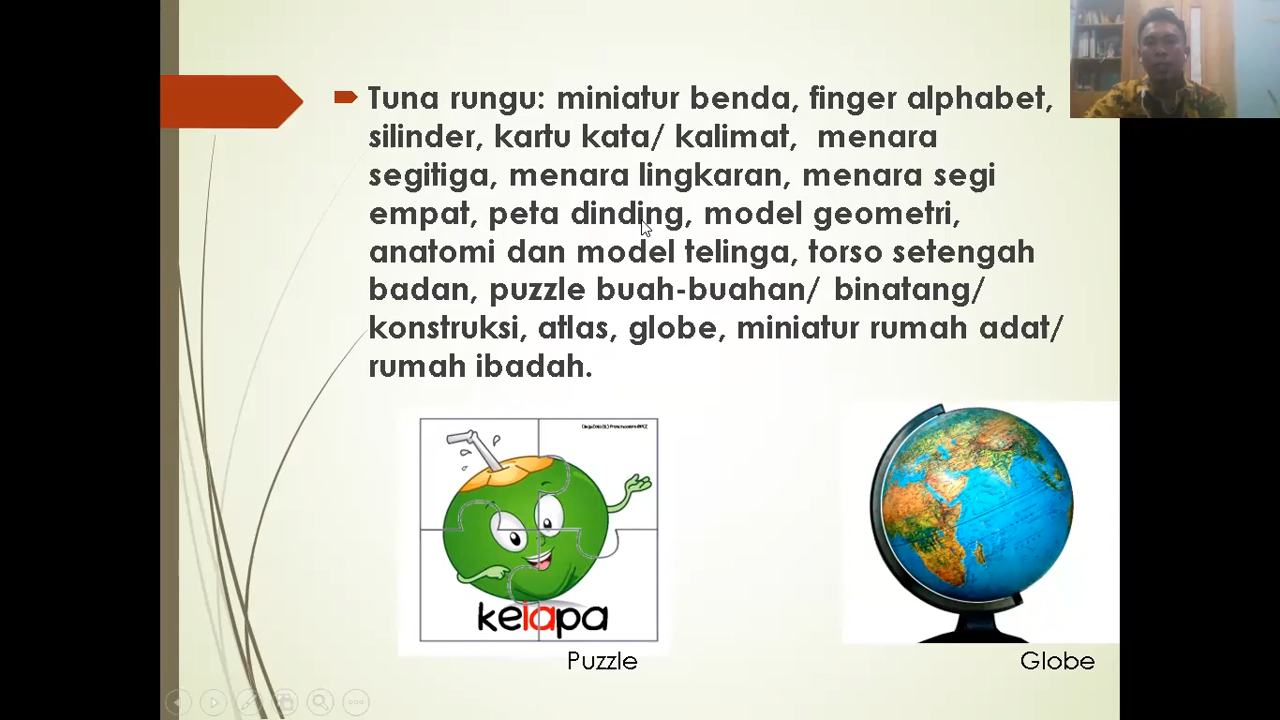 Tuna rungu: miniatur benda, finger alphabet,
silinder, kartu kata/ kalimat, menara
segitiga, menara lingkaran, menara segi
empat, peta dinding, model geometri,
anatomi dan model telinga, torso setengah
badan, puzzle buah-buahan/ binatang/
konstruksi, atlas, globe, miniatur rumah adat/
rumah ibadah.
kelapa
Puzzle
Globe